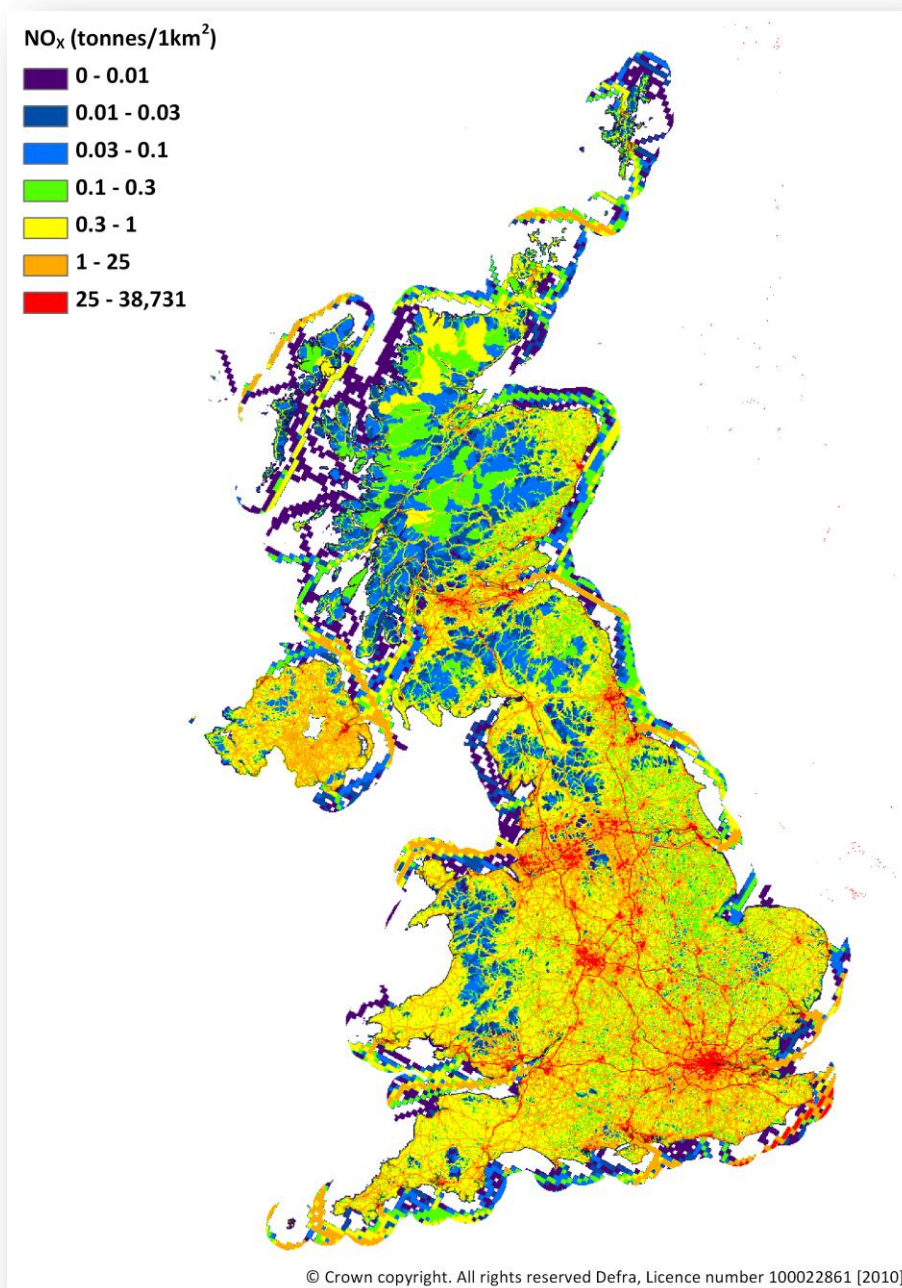 NOX (tonnes/1km²)
0 - 0.01
0.01 - 0.03
0.03 - 0.1
0.1 - 0.3
0.3 - 1
1 - 25
25 - 38,731
© Crown copyright. All rights reserved Defra, Licence number 100022861 [2010]